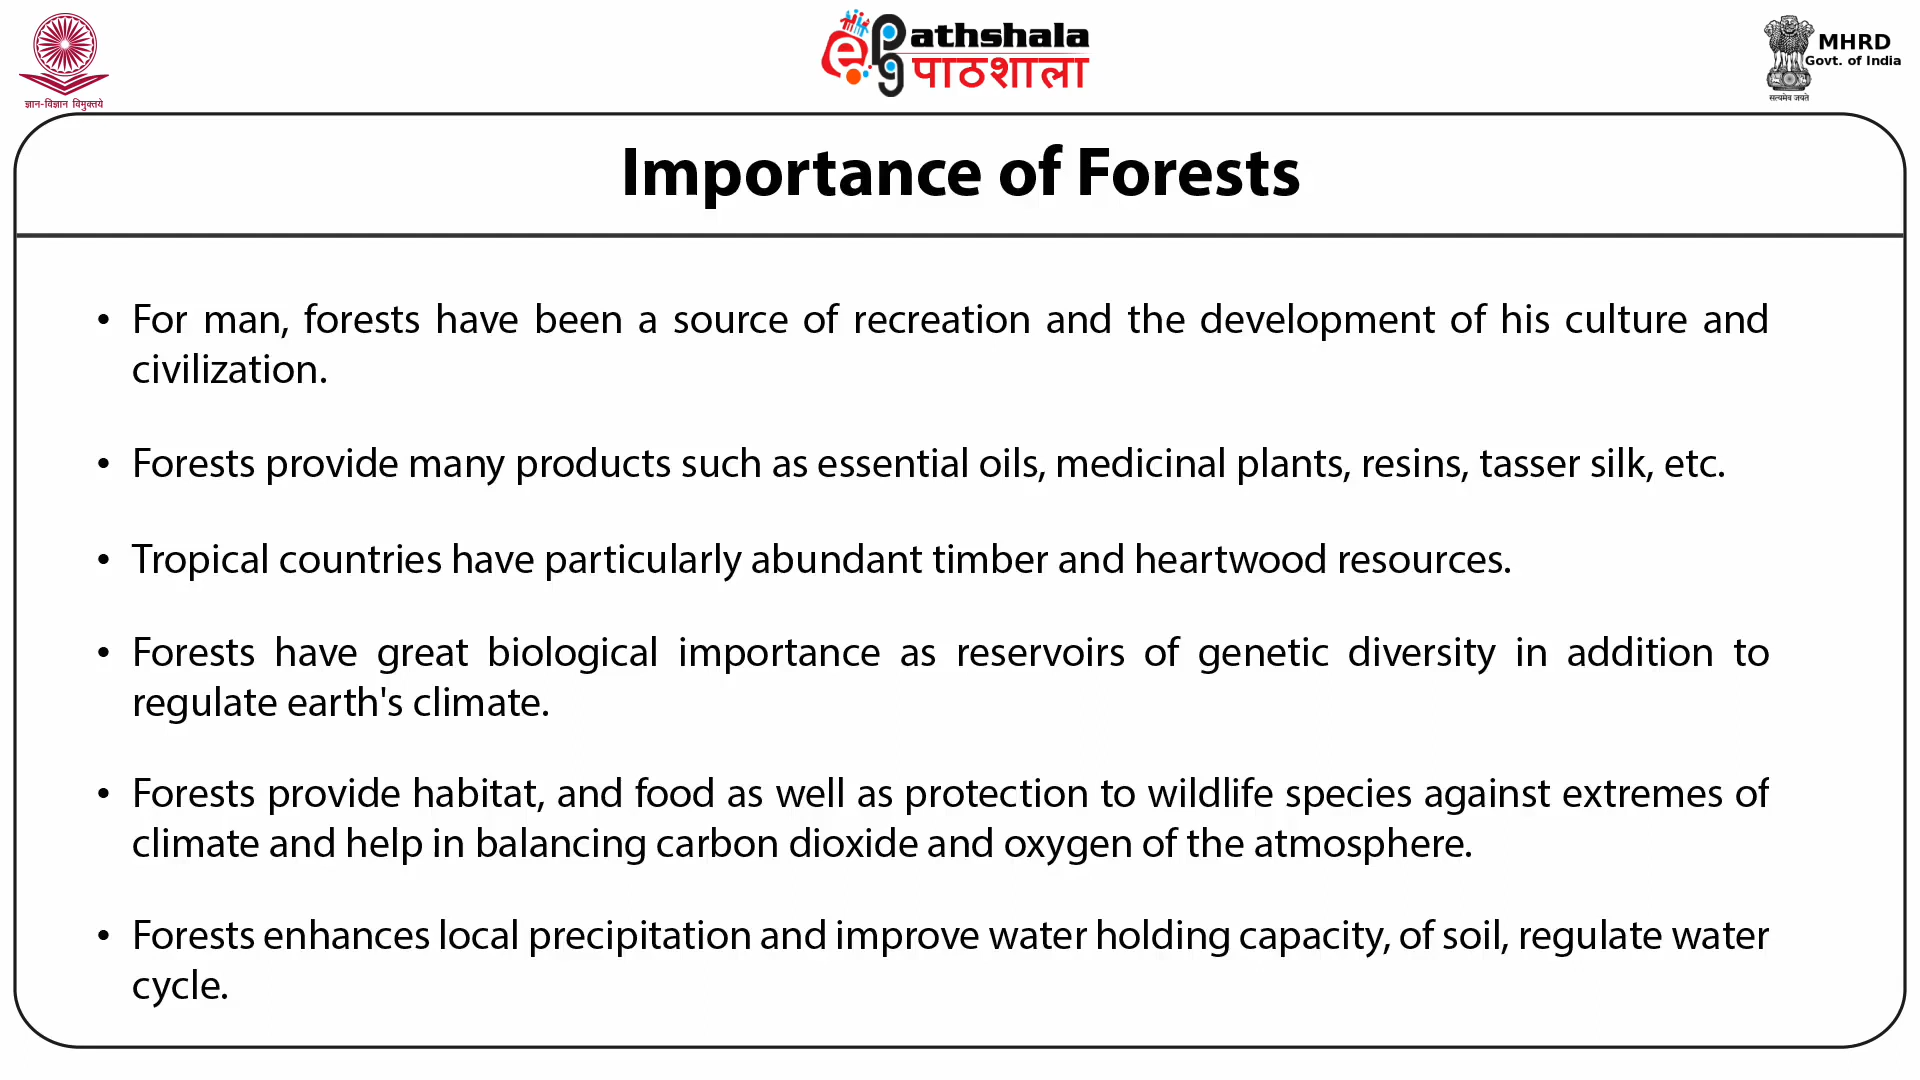 ज्ञान-विज्ञान विमुक्तये
ePathshala
पाठशाला
MHRD
Govt. of India
सत्यमेव जयते
Importance of Forests
• For man, forests have been a source of recreation and the development of his culture and
civilization.
• Forests provide many products such as essential oils, medicinal plants, resins, tasser silk, etc.
• Tropical countries have particularly abundant timber and heartwood resources.
• Forests have great biological importance as reservoirs of genetic diversity in addition to
regulate earth's climate.
• Forests provide habitat, and food as well as protection to wildlife species against extremes of
climate and help in balancing carbon dioxide and oxygen of the atmosphere.
• Forests enhances local precipitation and improve water holding capacity, of soil, regulate water
cycle.